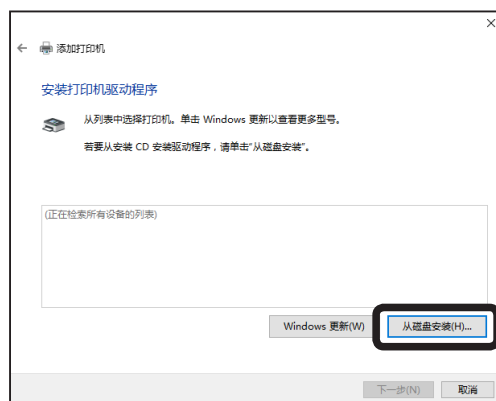 添加打印机
安装打印机驱动程序
从列表中选择打印机。单击 Windows 更新以查看更多型号。
若要从安装 CD 安装驱动程序，请单击"从磁盘安装"。
(正在检索所有设备的列表)
Windows 更新(W)
从磁盘安装(H)...
下一步(N)
取消